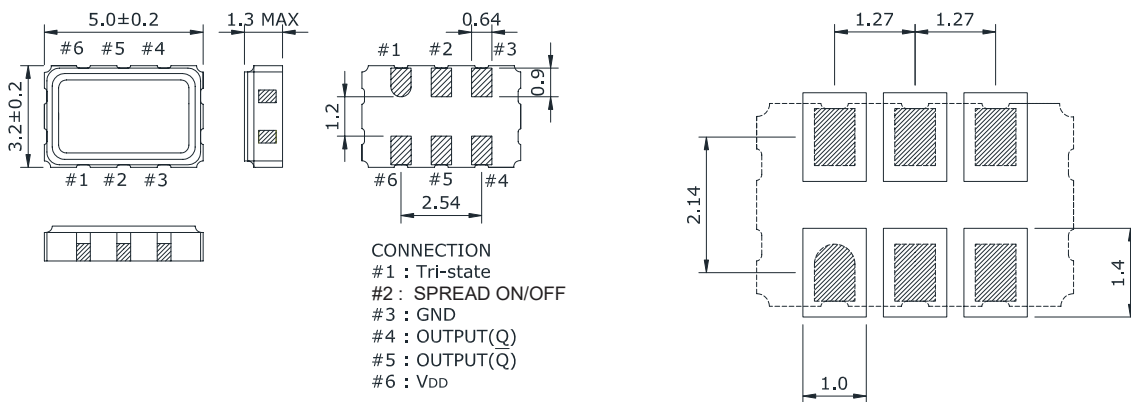 5.0±0.2
#6 #5 #4
3.2±0.2
#1 #2 #3
1.3 MAX
0.64
#1 #2 #3
0.9
1.2
#6 #5 #4
2.54
CONNECTION
#1 : Tri-state
#2 : SPREAD ON/OFF
#3 : GND
#4 : OUTPUT(Q)
#5 : OUTPUT(Q̅)
#6 : VDD
1.27 1.27
2.14
1.4
1.0